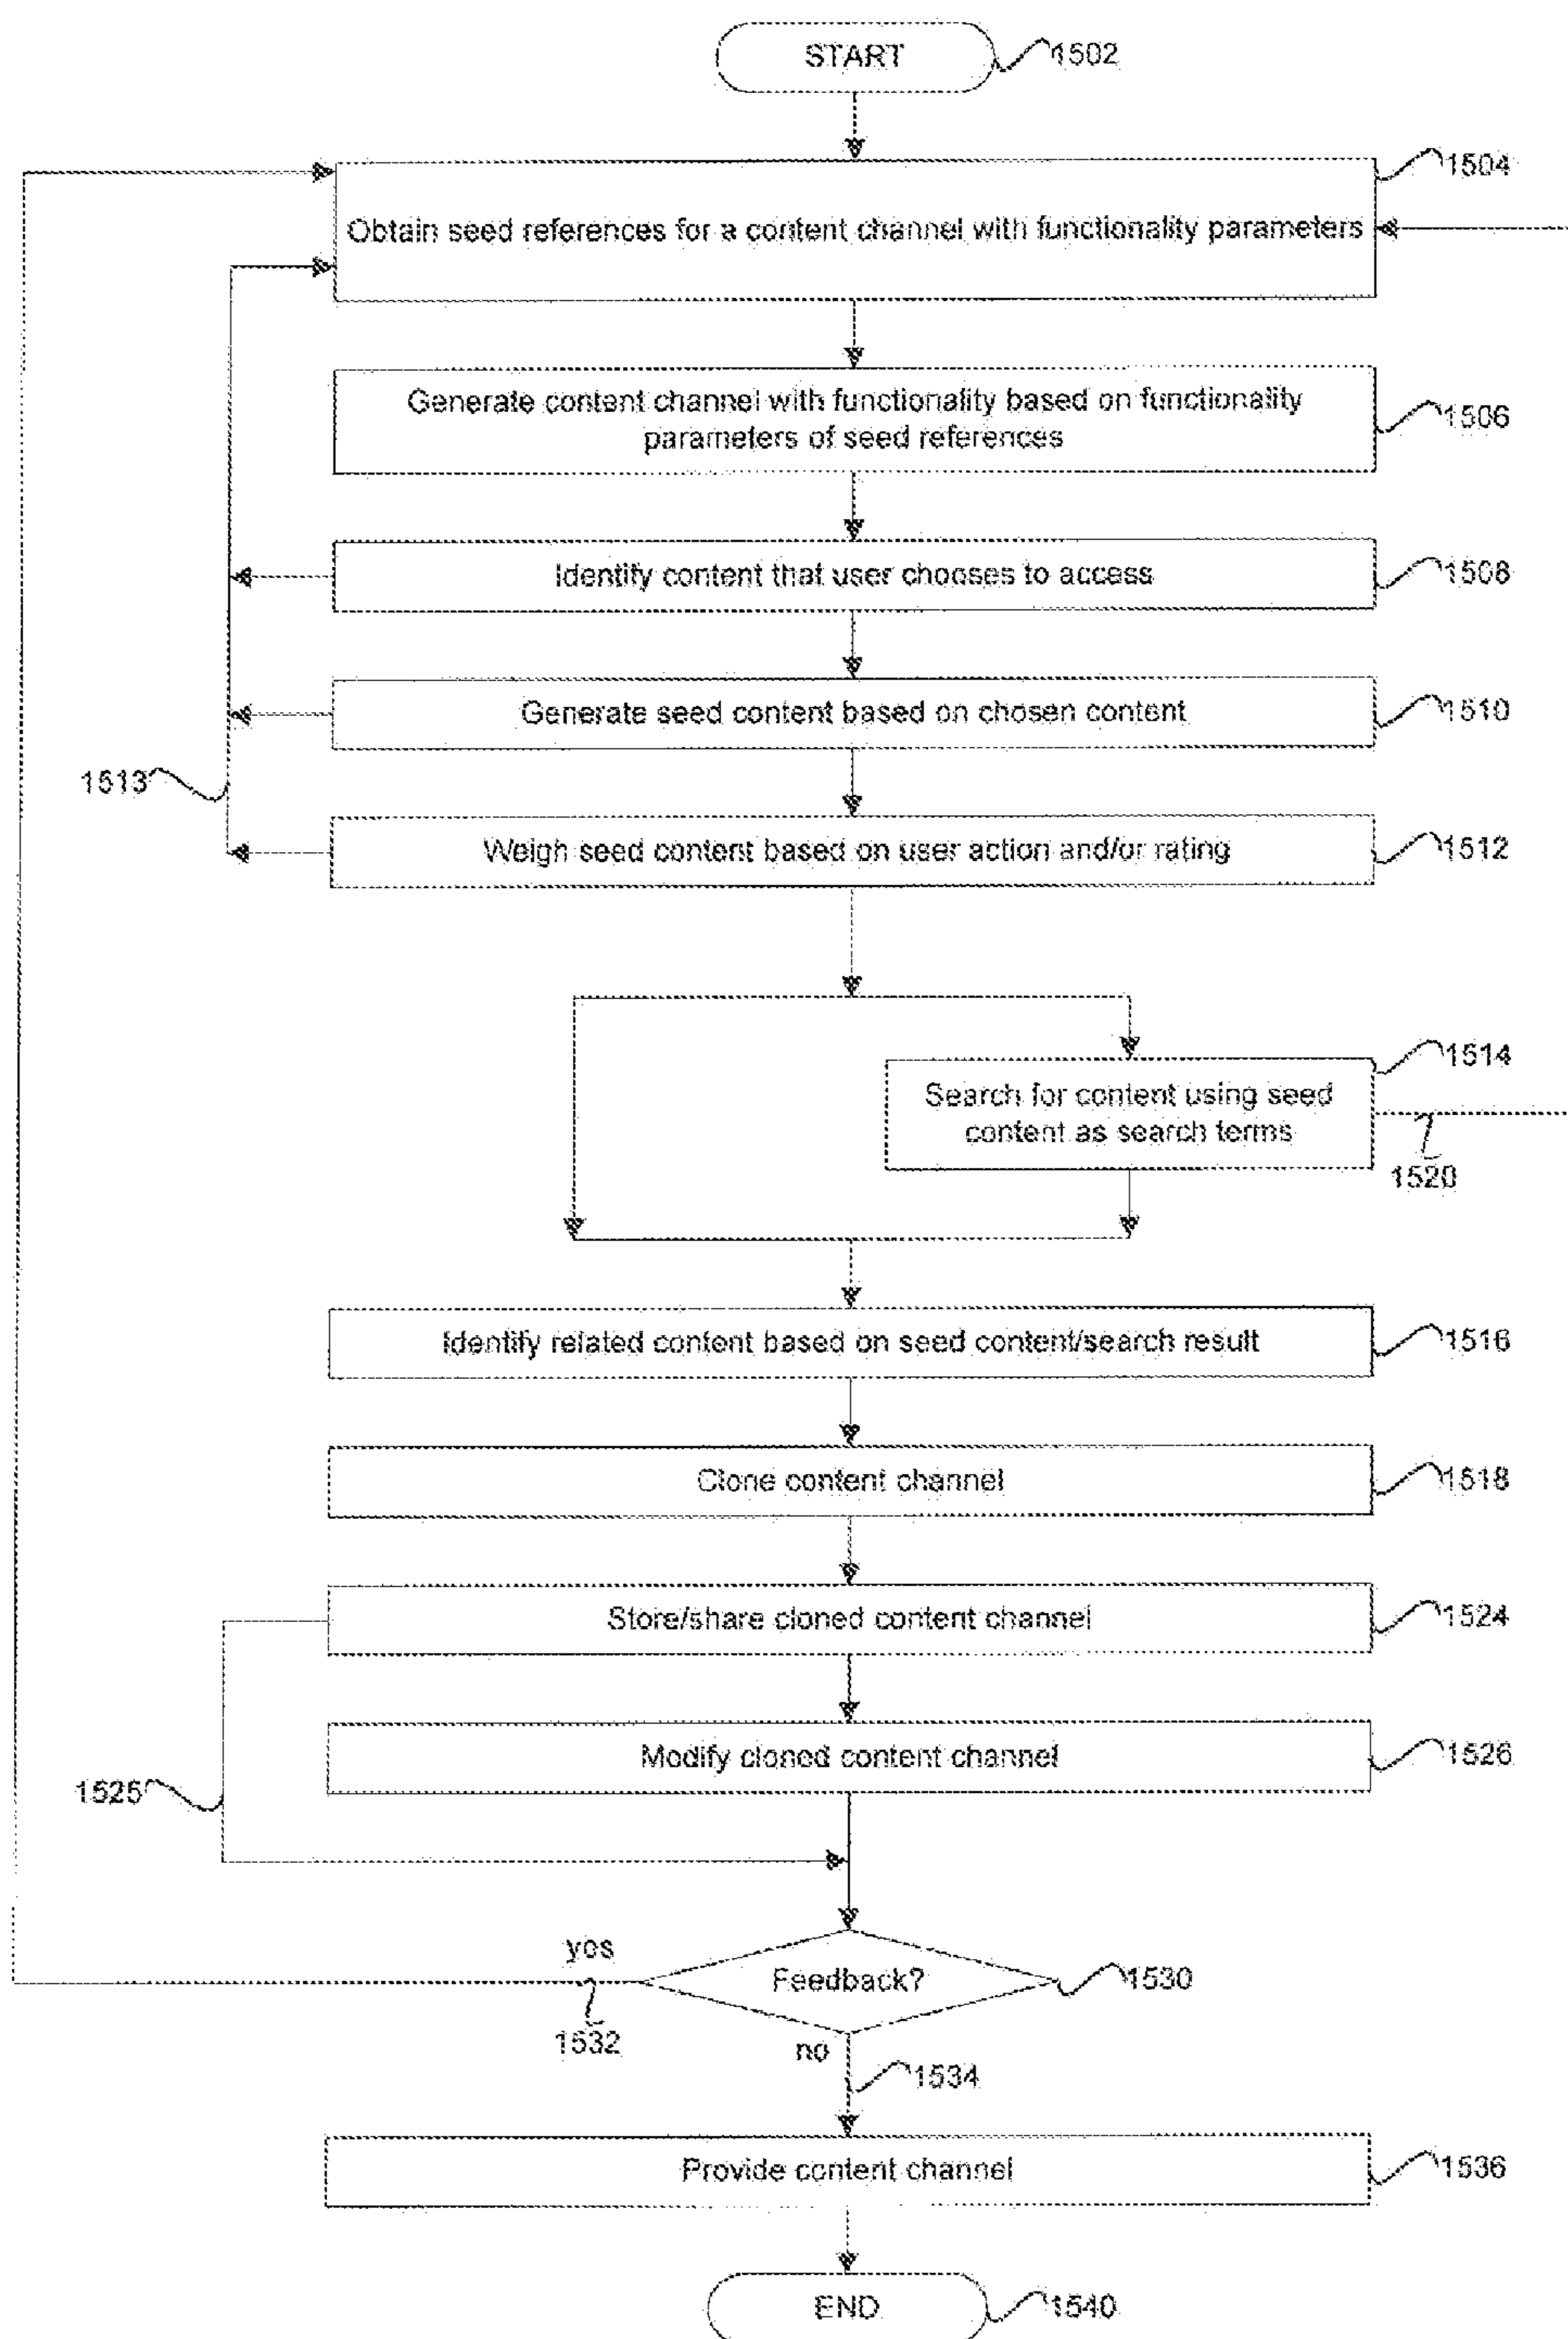 START
1502
1504
Obtain seed references for a content channel with functionality parameters
Generate content channel with functionality based on functionality
parameters of seed references
1506
Identify content that user chooses to access
1508
Generate seed content based on chosen content
1510
1513
Weigh seed content based on user action and/or rating
1512
1514
Search for content using seed
content as search terms
1520
Identify related content based on seed content/search result
1516
Clone content channel
1518
Store/share cloned content channel
1524
Modify cloned content channel
1526
1525
yes
Feedback?
1530
1532
no
1534
Provide content channel
1536
END
1540